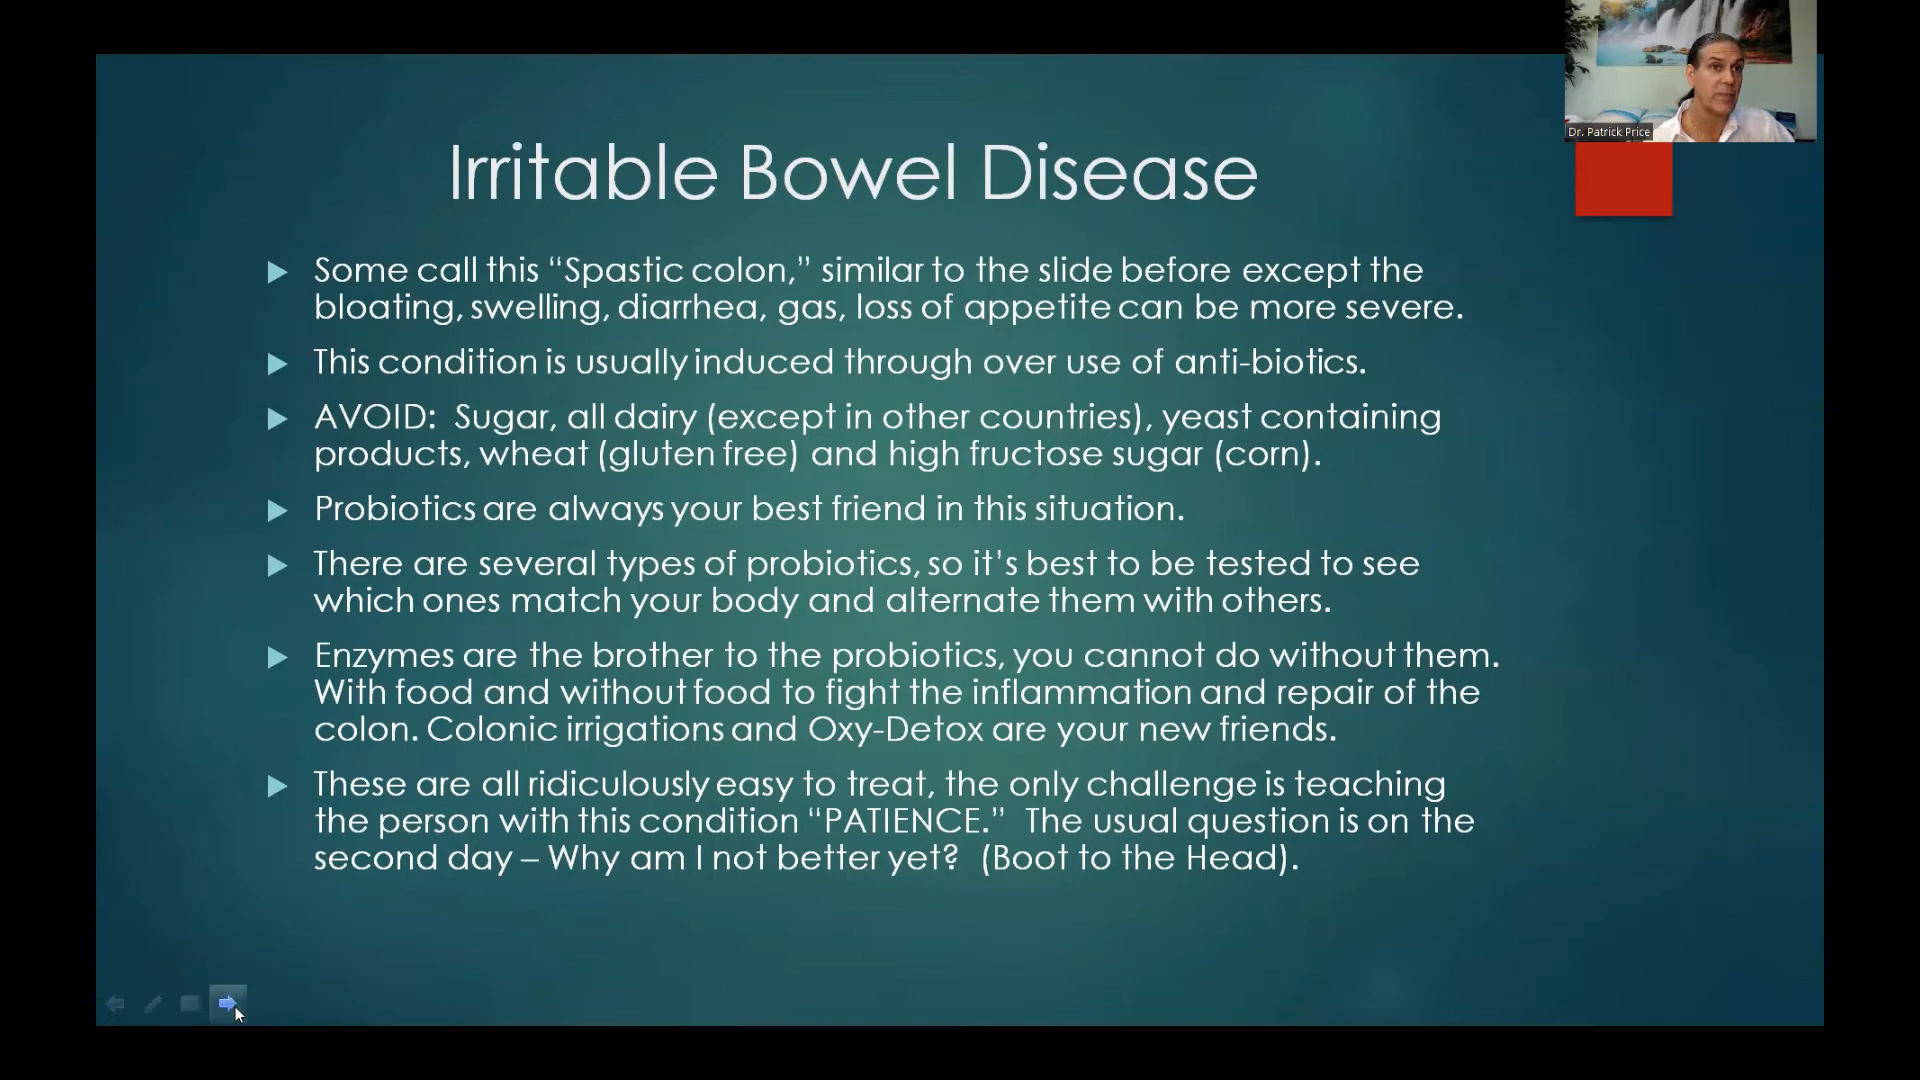 Dr. Patrick Price
Irritable Bowel Disease
Some call this “Spastic colon,” similar to the slide before except the
bloating, swelling, diarrhea, gas, loss of appetite can be more severe.
This condition is usually induced through over use of anti-biotics.
AVOID:  Sugar, all dairy (except in other countries), yeast containing
products, wheat (gluten free) and high fructose sugar (corn).
Probiotics are always your best friend in this situation.
There are several types of probiotics, so it’s best to be tested to see
which ones match your body and alternate them with others.
Enzymes are the brother to the probiotics, you cannot do without them.
With food and without food to fight the inflammation and repair of the
colon. Colonic irrigations and Oxy-Detox are your new friends.
These are all ridiculously easy to treat, the only challenge is teaching
the person with this condition “PATIENCE.”  The usual question is on the
second day – Why am I not better yet?  (Boot to the Head).